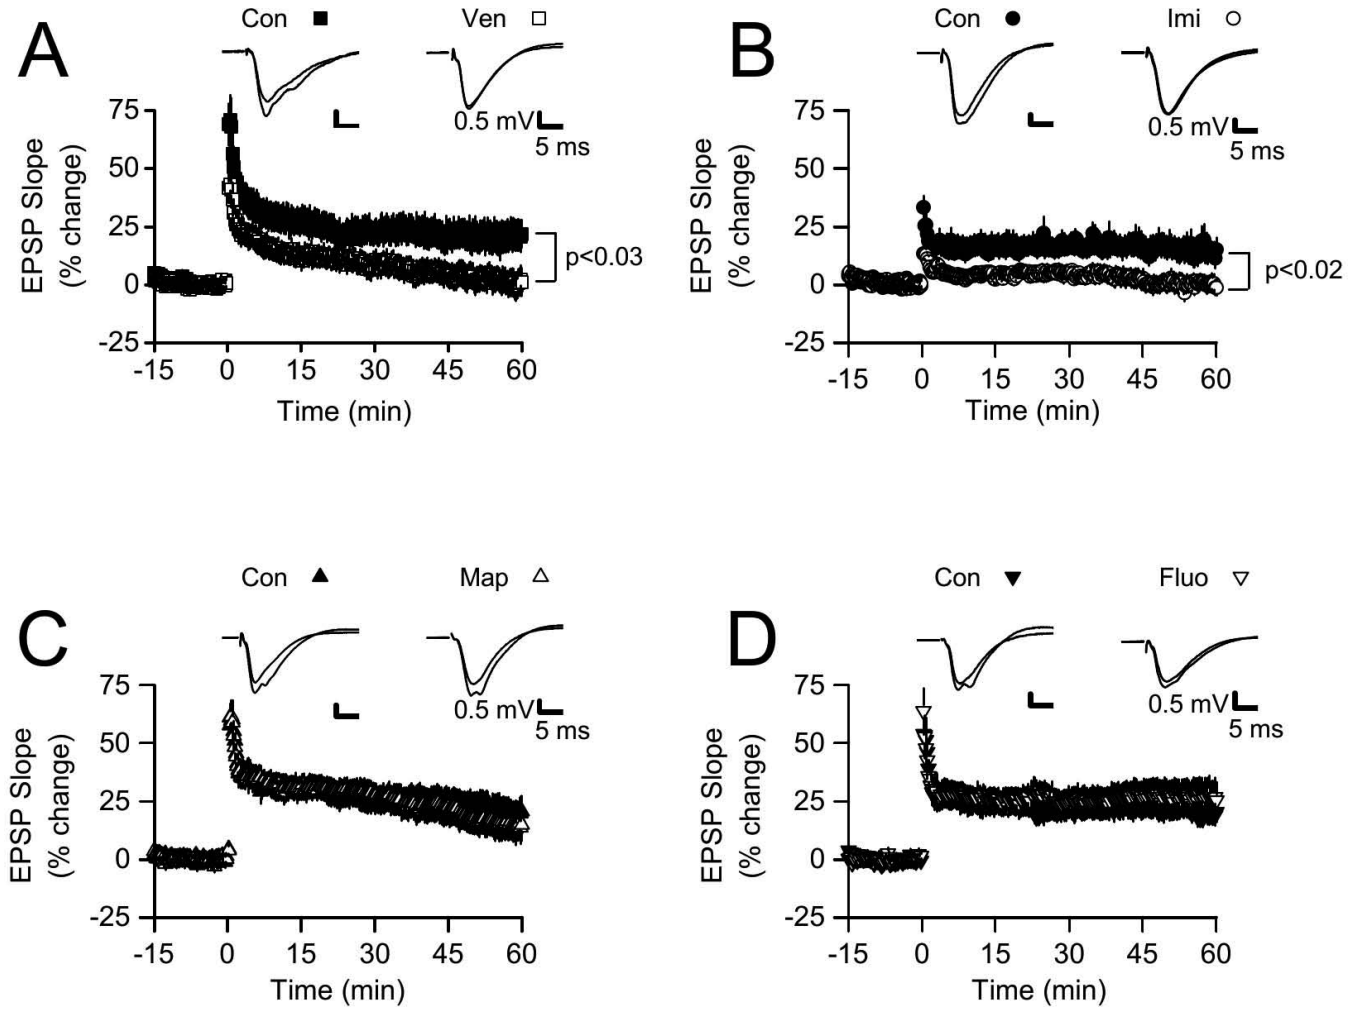 A
Con
Ven
75
50
25
0
-25
EPSP Slope
(% change)
0.5 mV
5 ms
p<0.03
-15 0 15 30 45 60
Time (min)
B
Con
Imi
75
50
25
0
-25
EPSP Slope
(% change)
0.5 mV
5 ms
p<0.02
-15 0 15 30 45 60
Time (min)
C
Con
Map
75
50
25
0
-25
EPSP Slope
(% change)
0.5 mV
5 ms
-15 0 15 30 45 60
Time (min)
D
Con
Fluo
75
50
25
0
-25
EPSP Slope
(% change)
0.5 mV
5 ms
-15 0 15 30 45 60
Time (min)